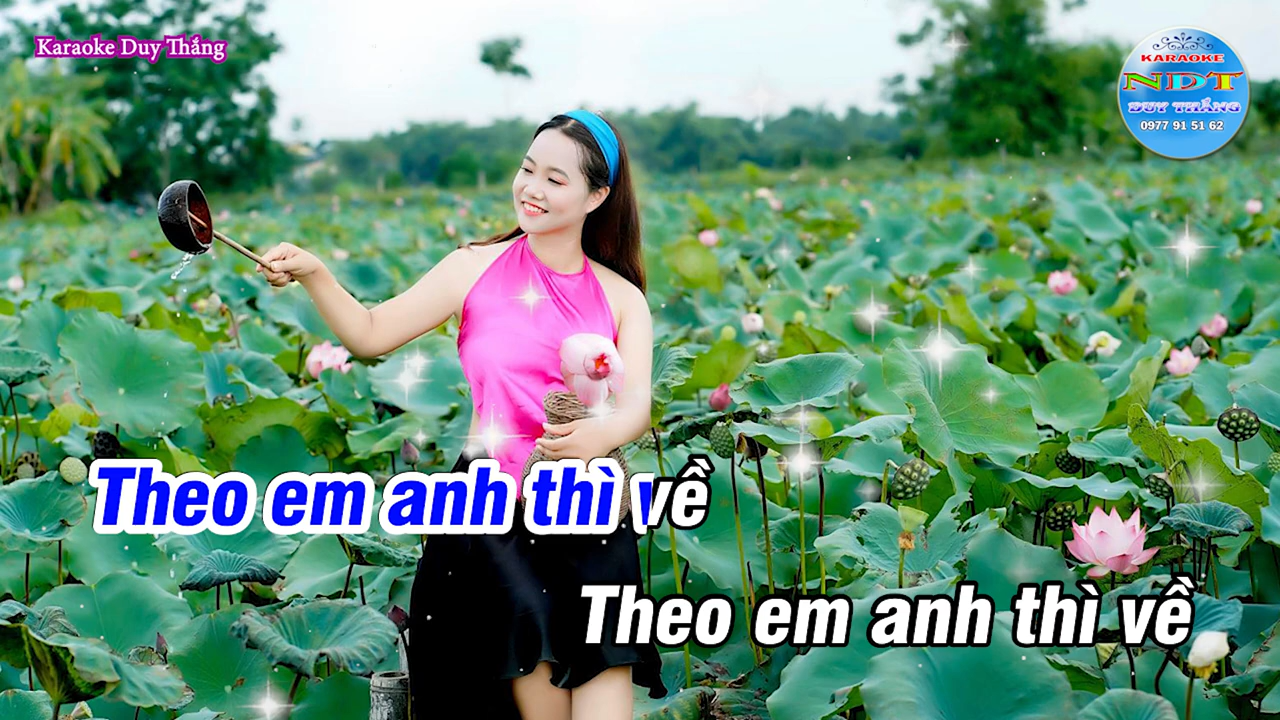 Karaoke Duy Thắng
KARAOKE
NDT
DUY THẮNG
0977 91 51 62
Theo em anh thì về
Theo em anh thì về